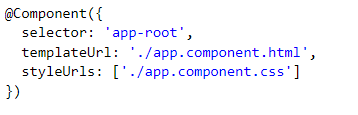 @Component({
  selector: 'app-root',
  templateUrl: './app.component.html',
  styleUrls: ['./app.component.css']
})